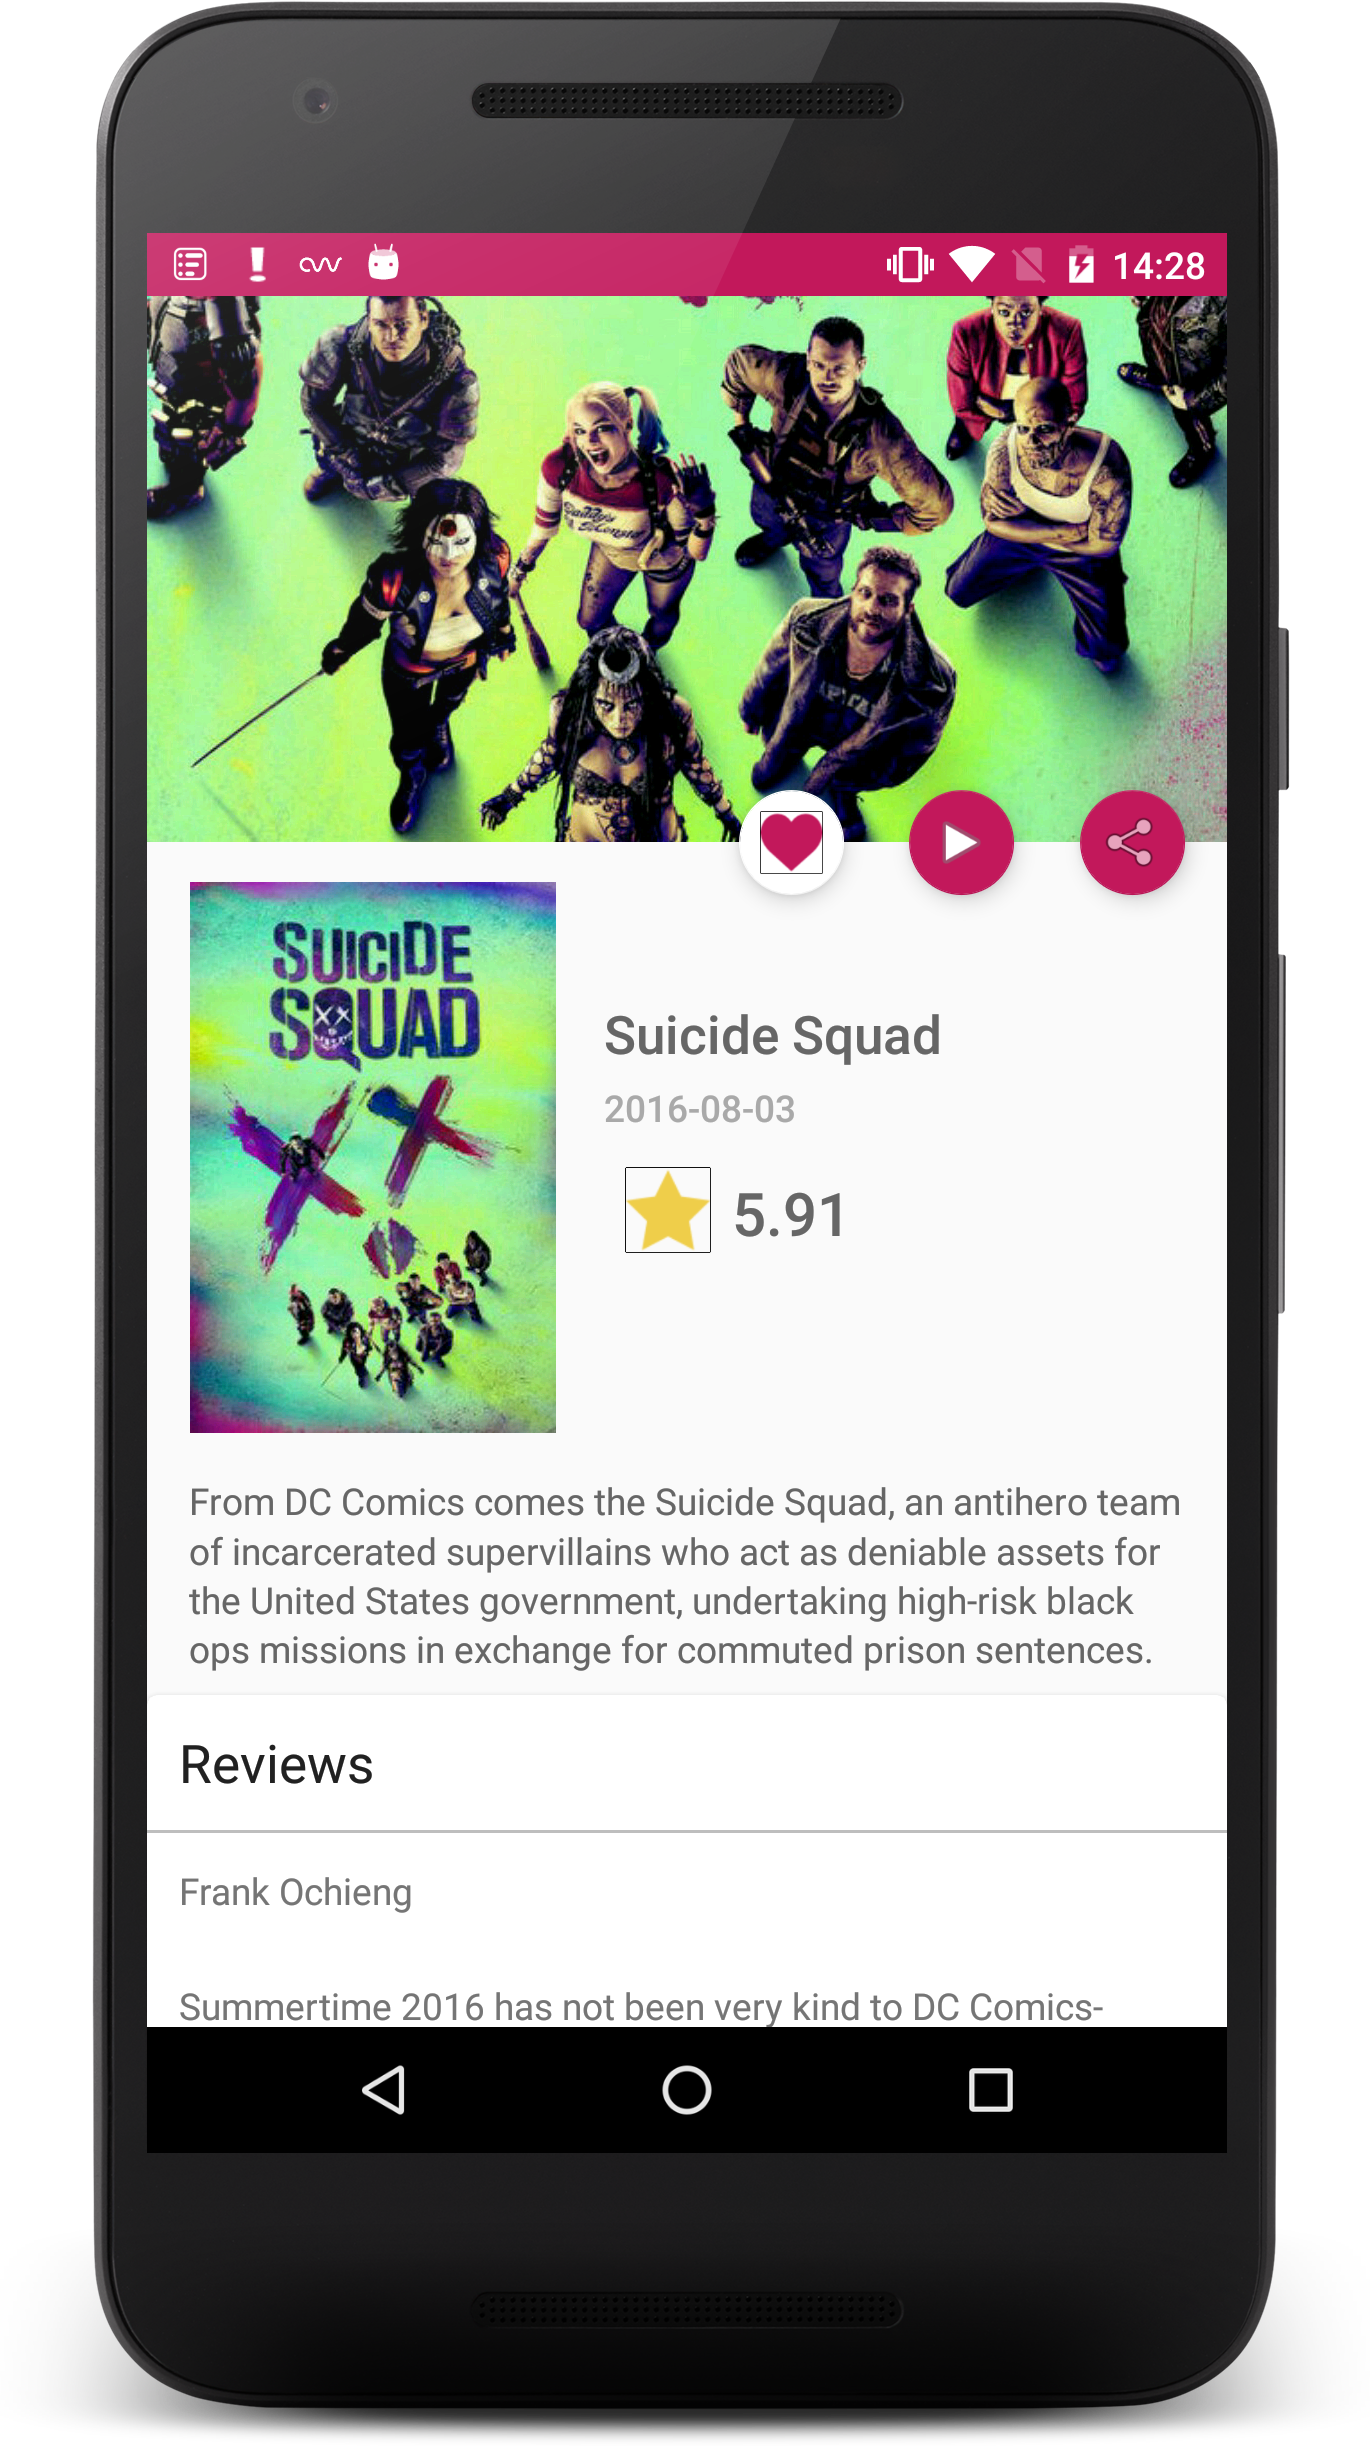 14:28
Daddy's
SUICIDE
SQUAD
Suicide Squad
2016-08-03
5.91
From DC Comics comes the Suicide Squad, an antihero team
of incarcerated supervillains who act as deniable assets for
the United States government, undertaking high-risk black
ops missions in exchange for commuted prison sentences.
Reviews
Frank Ochieng
Summertime 2016 has not been very kind to DC Comics-